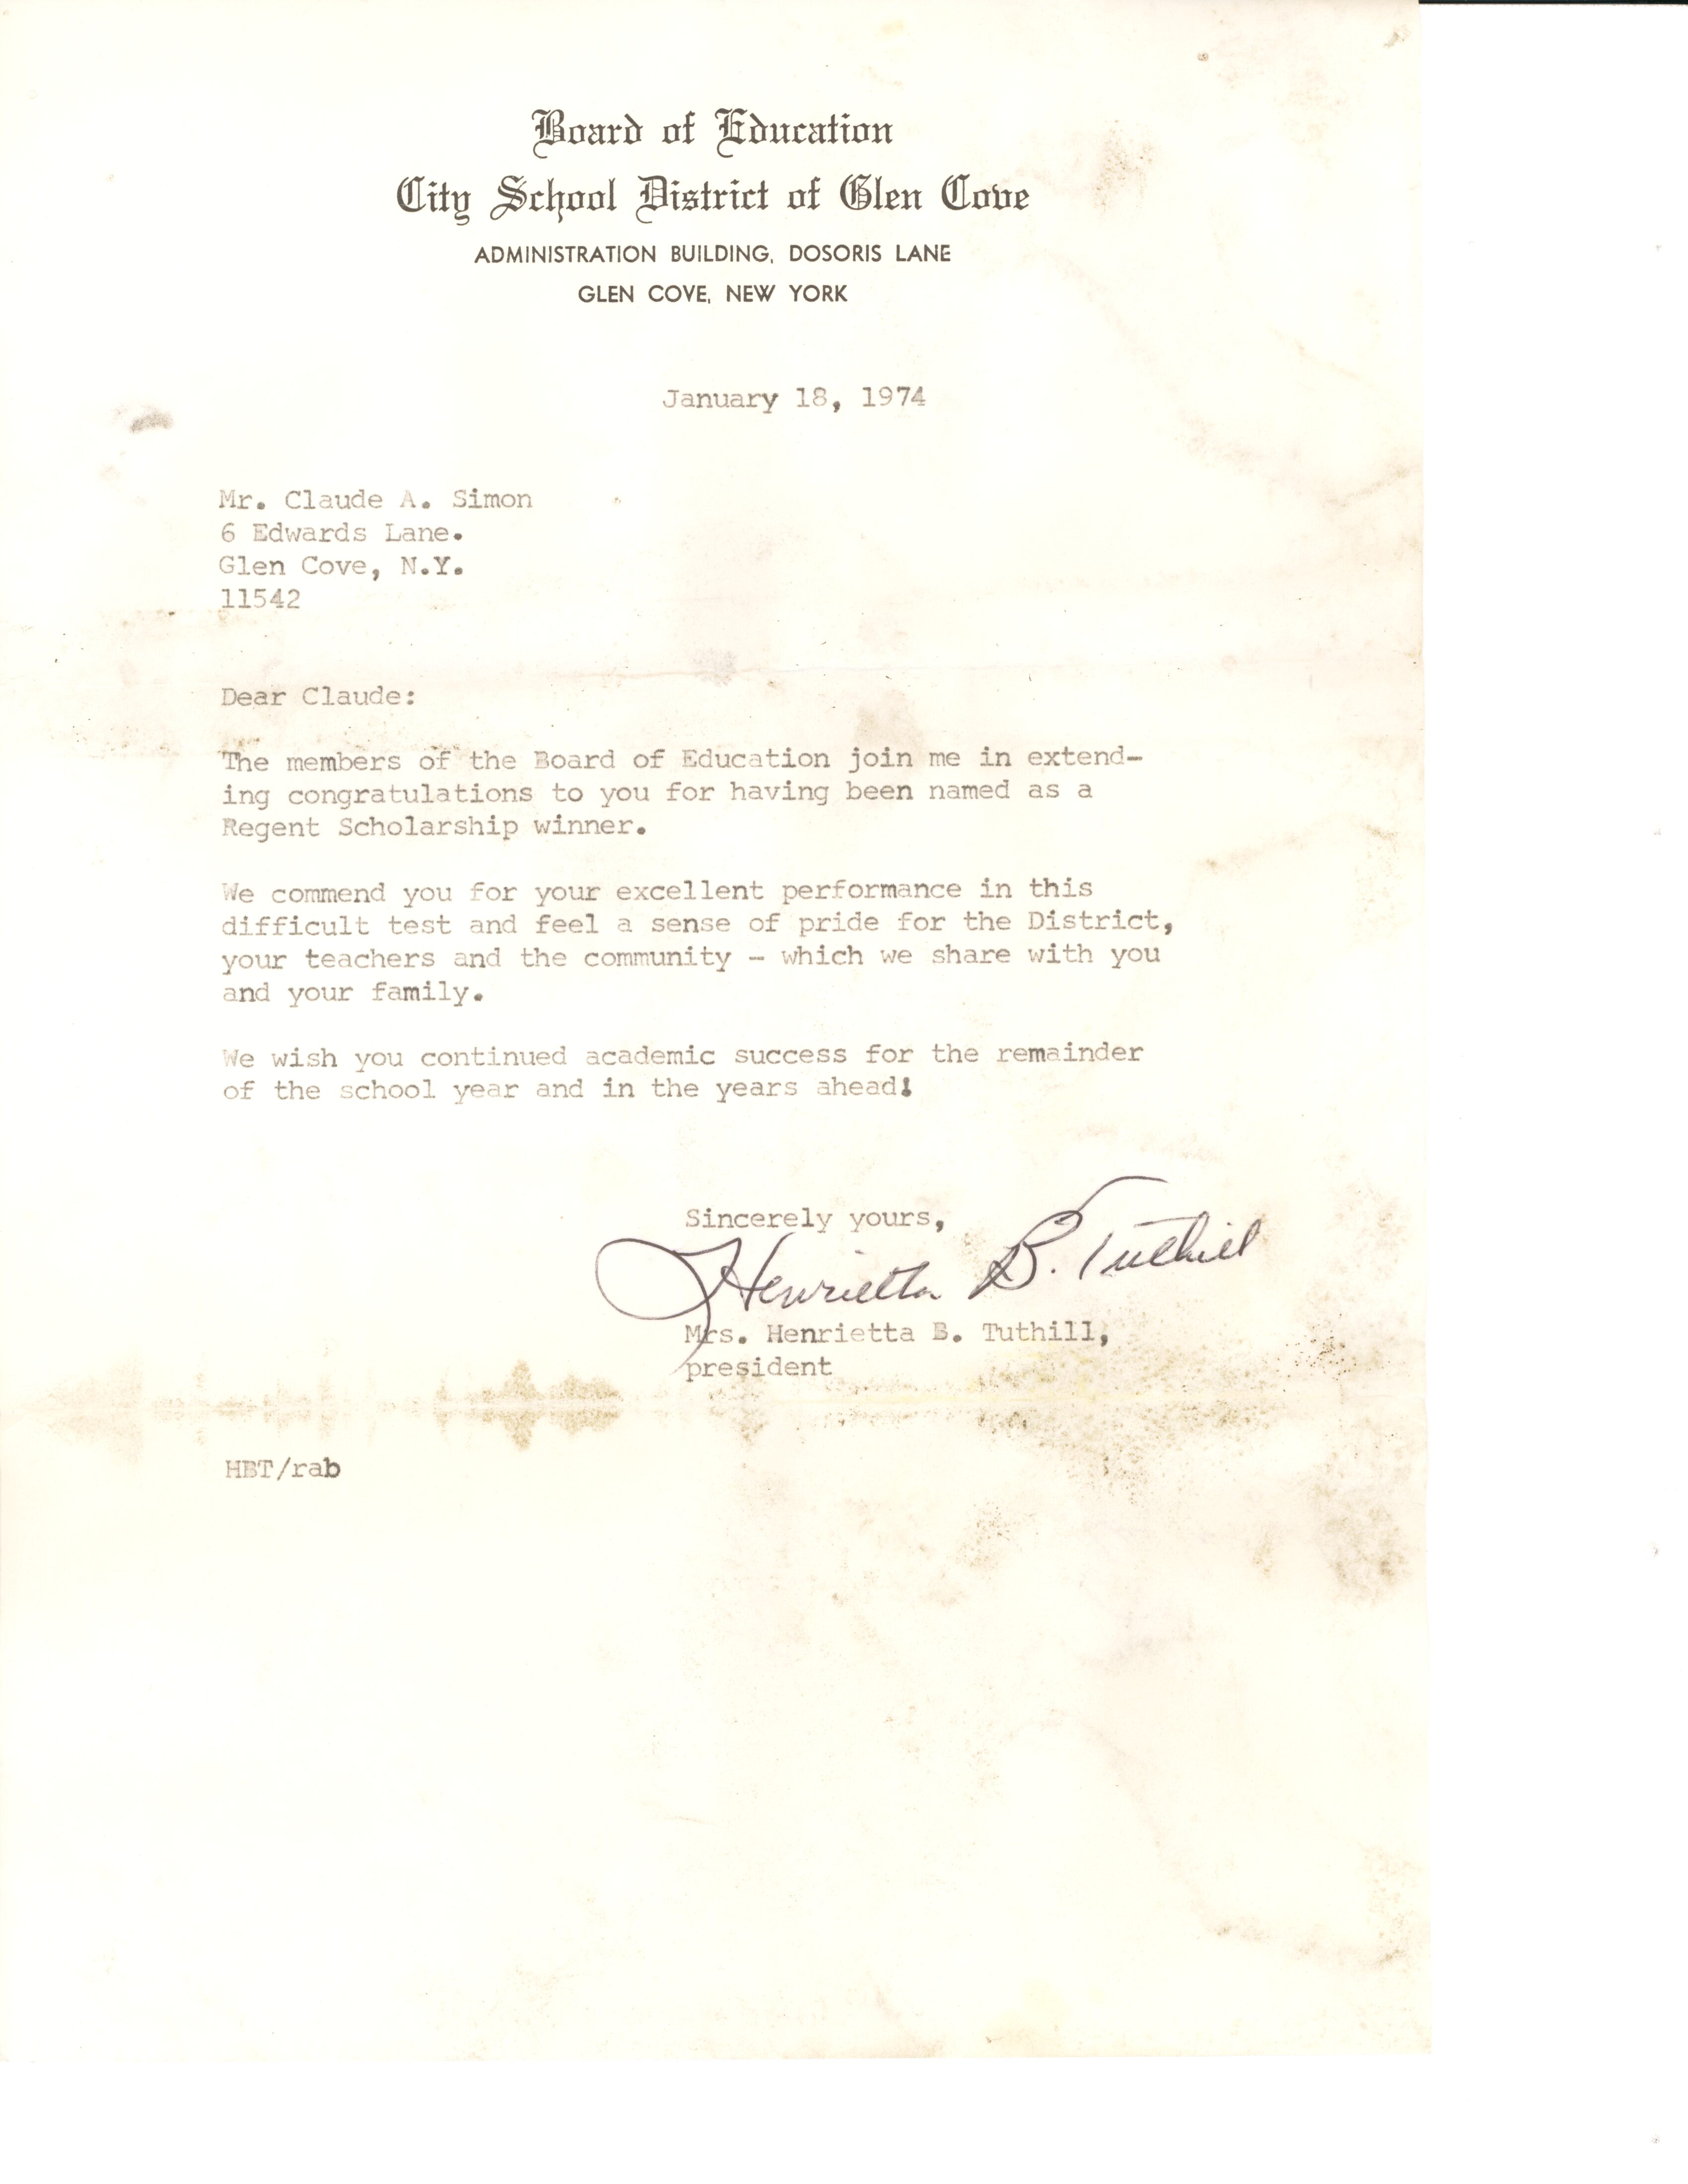 Board of Education
City School District of Glen Cove
ADMINISTRATION BUILDING, DOSORIS LANE
GLEN COVE, NEW YORK
January 18, 1974
Mr. Claude A. Simon
6 Edwards Lane.
Glen Cove, N.Y.
11542
Dear Claude:
The members of the Board of Education join me in extend-
ing congratulations to you for having been named as a
Regent Scholarship winner.
We commend you for your excellent performance in this
difficult test and feel a sense of pride for the District,
your teachers and the community - which we share with you
and your family.
We wish you continued academic success for the remainder
of the school year and in the years ahead!
Sincerely yours,
Henrietta B. Tuthill
Mrs. Henrietta B. Tuthill,
president
HBT/rab